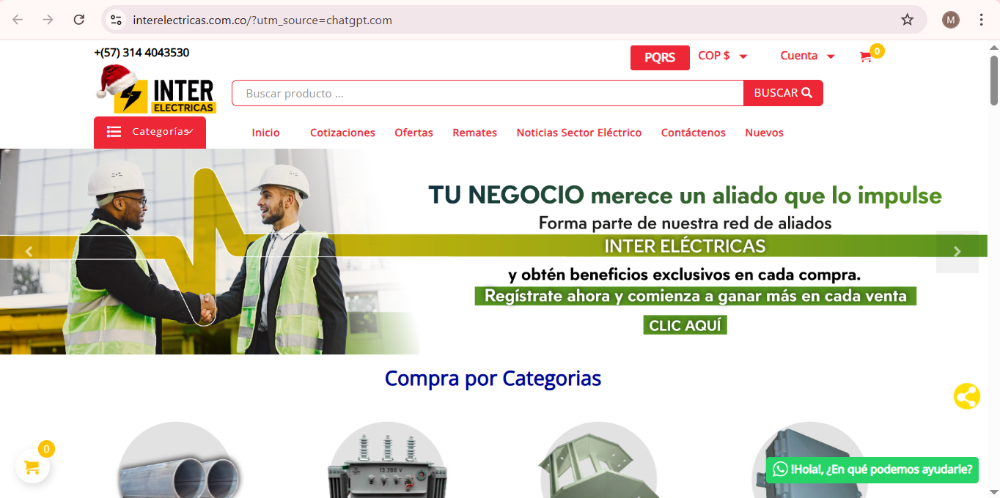 interelectricas.com.co/?utm_source=chatgpt.com
M
+(57) 314 4043530
PQRS
COP $
Cuenta
0
INTER
ELECTRICAS
Buscar producto ...
BUSCAR
Categorías
Inicio
Cotizaciones
Ofertas
Remates
Noticias Sector Eléctrico
Contáctenos
Nuevos
TU NEGOCIO merece un aliado que lo impulse
Forma parte de nuestra red de aliados
INTER ELÉCTRICAS
y obtén beneficios exclusivos en cada compra.
Regístrate ahora y comienza a ganar más en cada venta
CLIC AQUÍ
Compra por Categorias
13.200 V
0
!Hola!, ¿En qué podemos ayudarle?